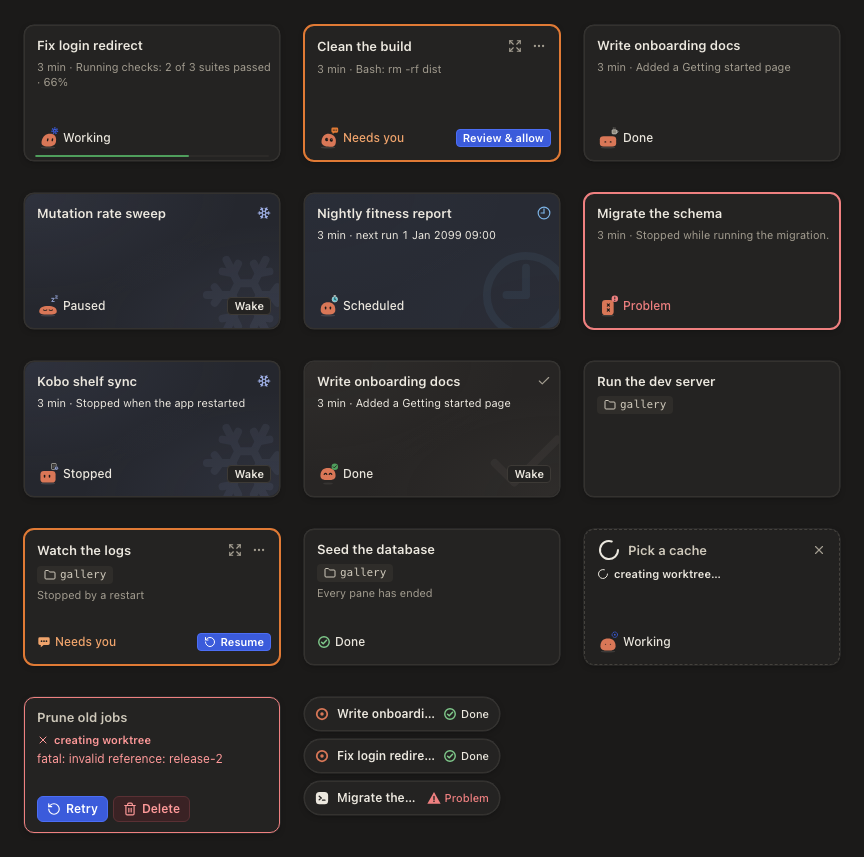 Fix login redirect
3 min · Running checks: 2 of 3 suites passed
· 66%
Working
Clean the build
3 min · Bash: rm -rf dist
Needs you
Review & allow
Write onboarding docs
3 min · Added a Getting started page
Done
Mutation rate sweep
Paused
Wake
Nightly fitness report
3 min · next run 1 Jan 2099 09:00
Scheduled
Migrate the schema
3 min · Stopped while running the migration.
Problem
Kobo shelf sync
3 min · Stopped when the app restarted
Stopped
Wake
Write onboarding docs
3 min · Added a Getting started page
Done
Wake
Run the dev server
gallery
Watch the logs
gallery
Stopped by a restart
Needs you
Resume
Seed the database
gallery
Every pane has ended
Done
Pick a cache
creating worktree...
Working
Prune old jobs
creating worktree
fatal: invalid reference: release-2
Retry
Delete
Write onboardi... Done
Fix login redire... Done
Migrate the... Problem